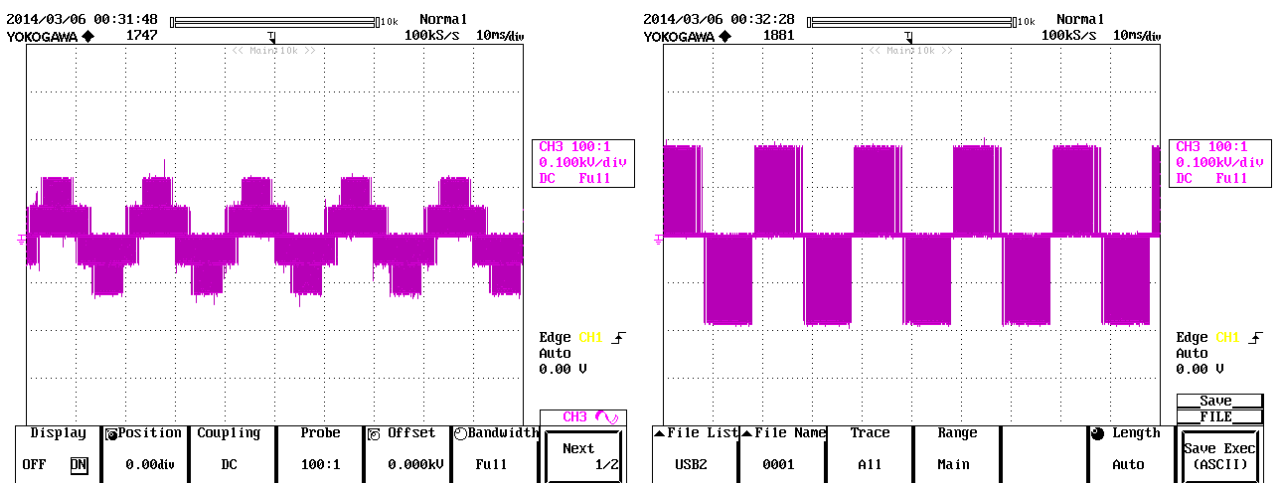 2014/03/06 00:31:48 10k Normal
YOKOGAWA ◆ 1747 T 100kS/s 10ms/div
<< Main:10k >>
CH3 100:1
0.100kV/div
DC Full
Edge CH1
Auto
0.00 V
CH3
Display Position Coupling Probe Offset Bandwidth
OFF ON 0.00div DC 100:1 0.000kV Full
Next
1/2
2014/03/06 00:32:28 10k Normal
YOKOGAWA ◆ 1881 T 100kS/s 10ms/div
<< Main:10k >>
CH3 100:1
0.100kV/div
DC Full
Edge CH1
Auto
0.00 V
Save
FILE
File List File Name Trace Range Length
USB2 0001 All Main Auto
Save Exec
(ASCII)